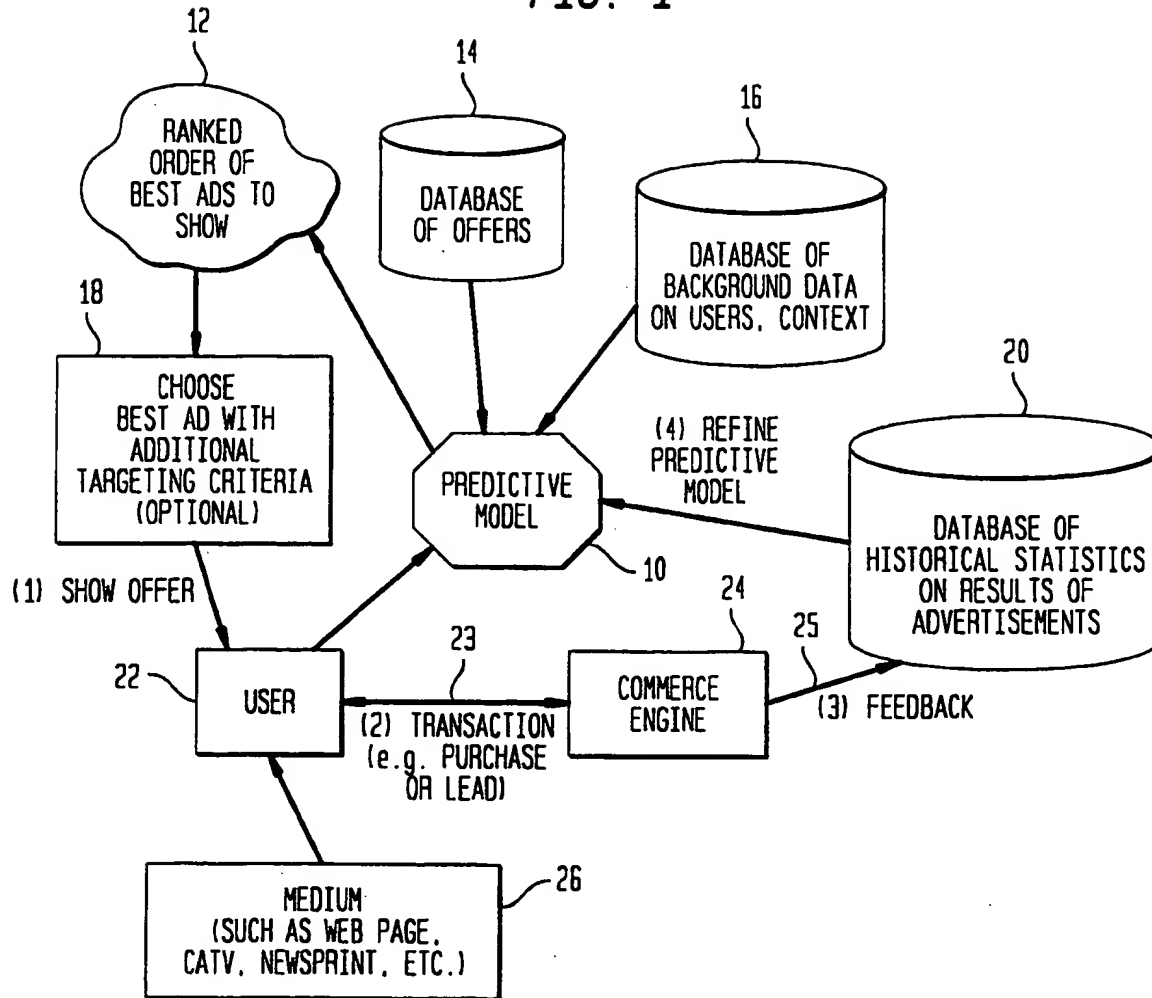 FIG. 1
12
14
16
RANKED
ORDER OF
BEST ADS TO
SHOW
DATABASE
OF OFFERS
DATABASE OF
BACKGROUND DATA
ON USERS, CONTEXT
18
CHOOSE
BEST AD WITH
ADDITIONAL
TARGETING CRITERIA
(OPTIONAL)
PREDICTIVE
MODEL
10
(4) REFINE
PREDICTIVE
MODEL
20
DATABASE OF
HISTORICAL STATISTICS
ON RESULTS OF
ADVERTISEMENTS
(1) SHOW OFFER
22
USER
23
(2) TRANSACTION
(e.g. PURCHASE
OR LEAD)
24
COMMERCE
ENGINE
25
(3) FEEDBACK
26
MEDIUM
(SUCH AS WEB PAGE,
CATV, NEWSPRINT, ETC.)